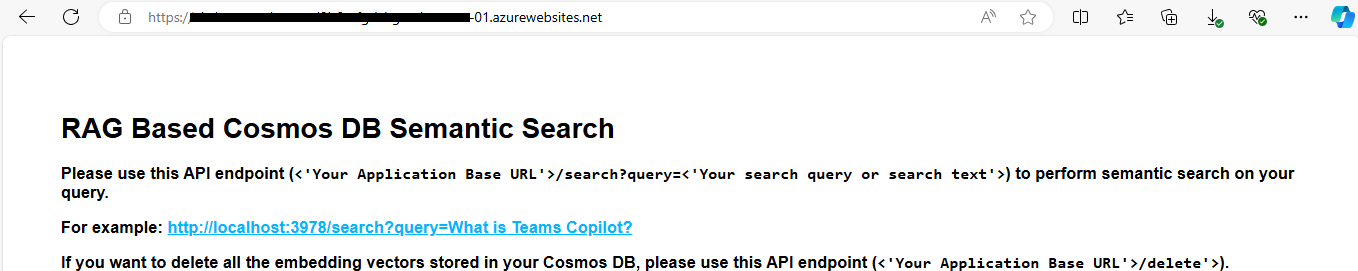 https:// -01.azurewebsites.net
RAG Based Cosmos DB Semantic Search
Please use this API endpoint (<'Your Application Base URL'>/search?query=<'Your search query or search text'>) to perform semantic search on your
query.
For example: http://localhost:3978/search?query=What is Teams Copilot?
If you want to delete all the embedding vectors stored in your Cosmos DB, please use this API endpoint (<'Your Application Base URL'>/delete'>).